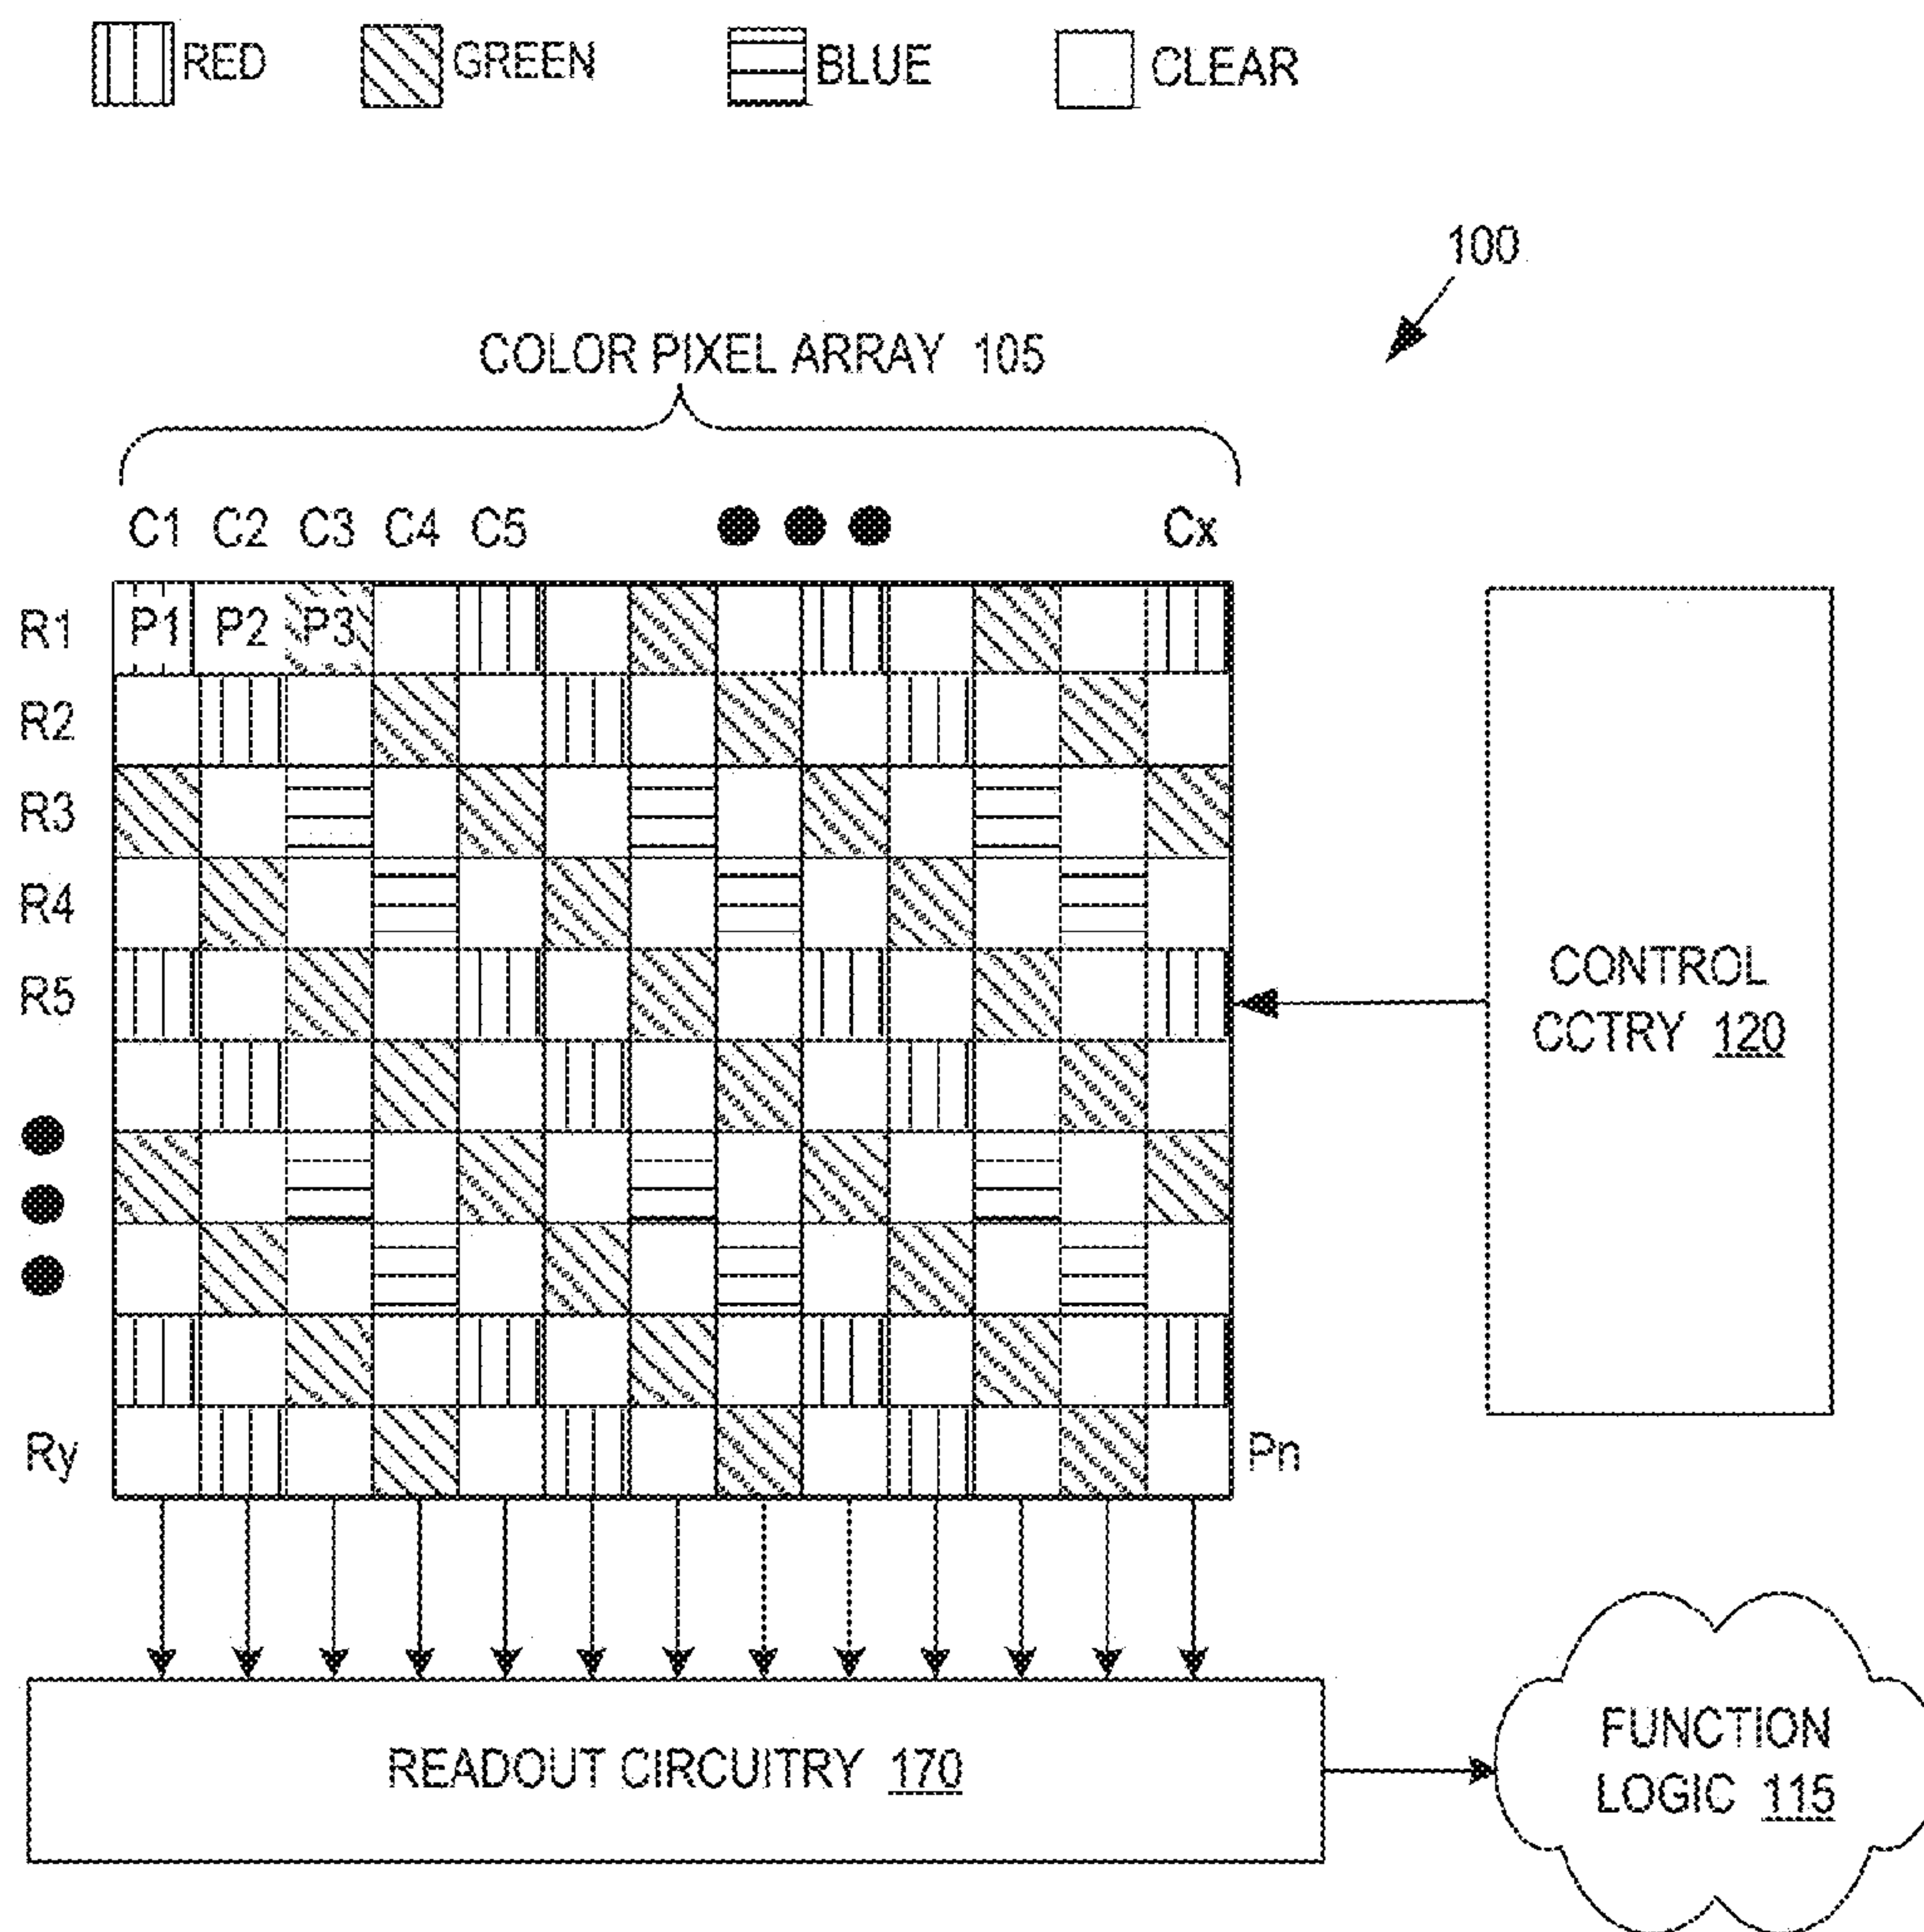 RED GREEN BLUE CLEAR
100
COLOR PIXEL ARRAY 105
C1 C2 C3 C4 C5 Cx
R1 P1 P2 P3
R2
R3
R4
R5
CONTROL
CCTRY 120
Ry Pn
READOUT CIRCUITRY 170
FUNCTION
LOGIC 115